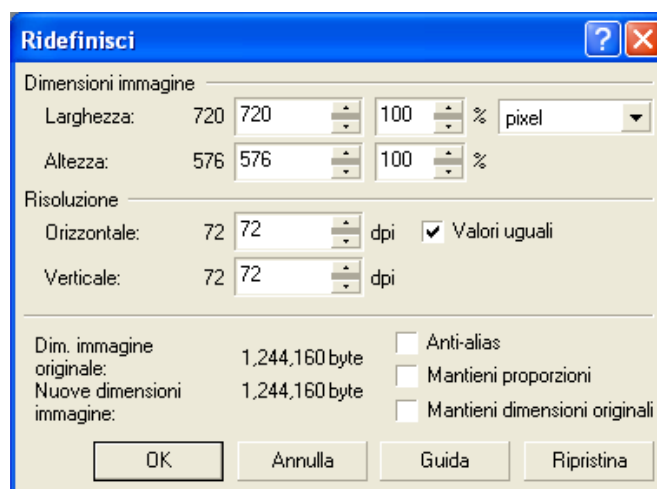 Ridefinisci
Dimensioni immagine
Larghezza: 720 720 100 % pixel
Altezza: 576 576 100 %
Risoluzione
Orizzontale: 72 72 dpi Valori uguali
Verticale: 72 72 dpi
Dim. immagine
originale: 1,244,160 byte
Nuove dimensioni
immagine: 1,244,160 byte
Anti-alias
Mantieni proporzioni
Mantieni dimensioni originali
OK Annulla Guida Ripristina